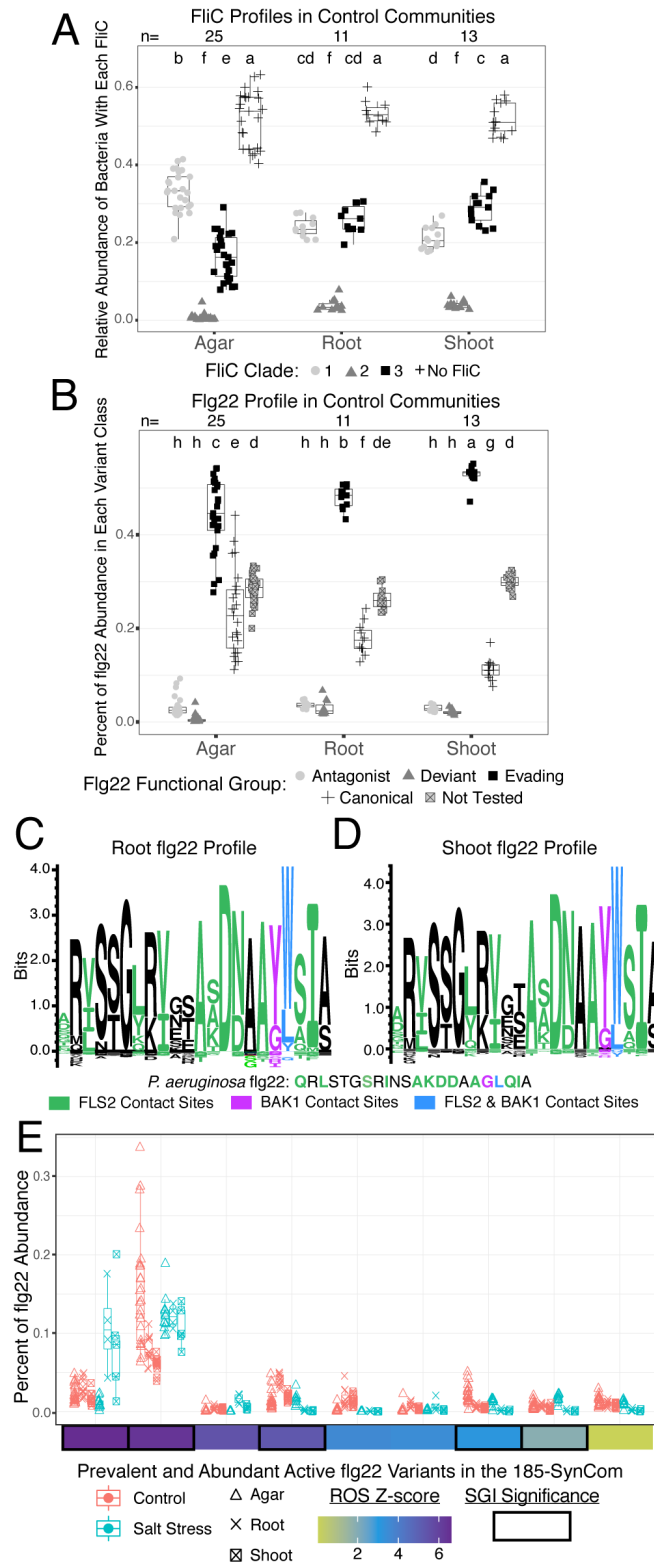 A
FliC Profiles in Control Communities
n= 25 11 13
b f e a cd f cd a d f c a
Relative Abundance of Bacteria With Each FliC
0.6
0.4
0.2
0.0
Agar Root Shoot
FliC Clade: 1 2 3 No FliC
B
Flg22 Profile in Control Communities
n= 25 11 13
h h c e d h h b f de h h a g d
Percent of flg22 Abundance in Each Variant Class
0.4
0.2
0.0
Agar Root Shoot
Flg22 Functional Group: Antagonist Deviant Evading
Canonical Not Tested
C
Root flg22 Profile
Bits
4.0
3.0
2.0
1.0
0.0
D
Shoot flg22 Profile
Bits
4.0
3.0
2.0
1.0
0.0
P. aeruginosa flg22: QRLSTGSRINSAKDDAAGLQIA
FLS2 Contact Sites BAK1 Contact Sites FLS2 & BAK1 Contact Sites
E
Percent of flg22 Abundance
0.3
0.2
0.1
0.0
Prevalent and Abundant Active flg22 Variants in the 185-SynCom
Control
Salt Stress
Agar
Root
Shoot
ROS Z-score
2 4 6
SGI Significance